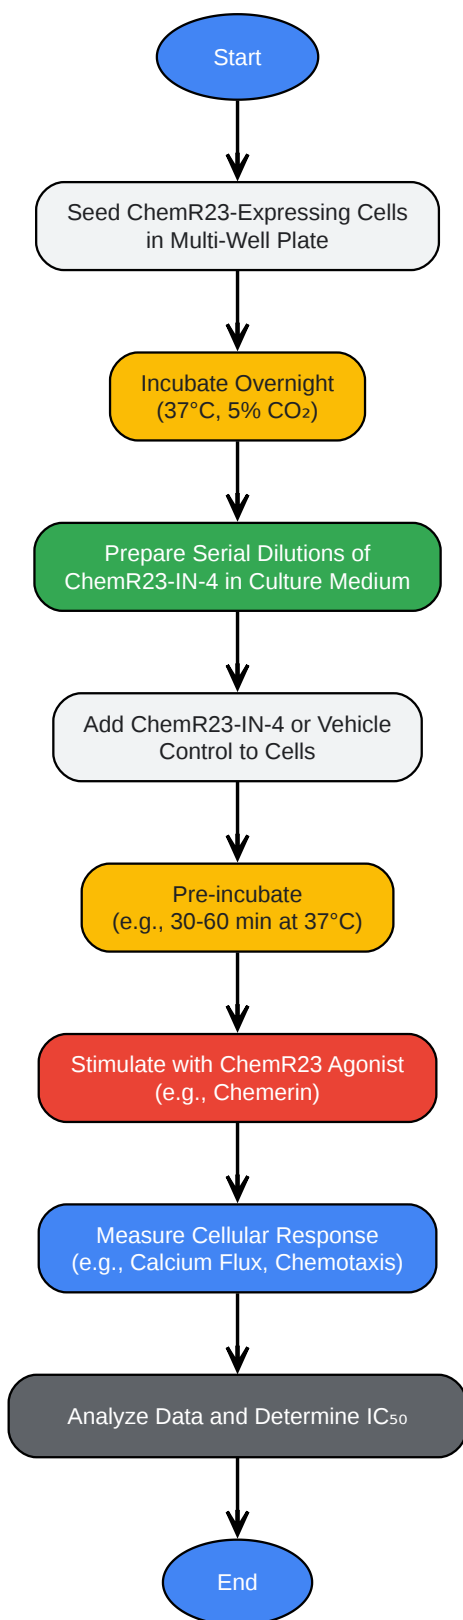 Start
Seed ChemR23-Expressing Cells
in Multi-Well Plate
Incubate Overnight
(37°C, 5% CO₂)
Prepare Serial Dilutions of
ChemR23-IN-4 in Culture Medium
Add ChemR23-IN-4 or Vehicle
Control to Cells
Pre-incubate
(e.g., 30-60 min at 37°C)
Stimulate with ChemR23 Agonist
(e.g., Chemerin)
Measure Cellular Response
(e.g., Calcium Flux, Chemotaxis)
Analyze Data and Determine IC₅₀
End